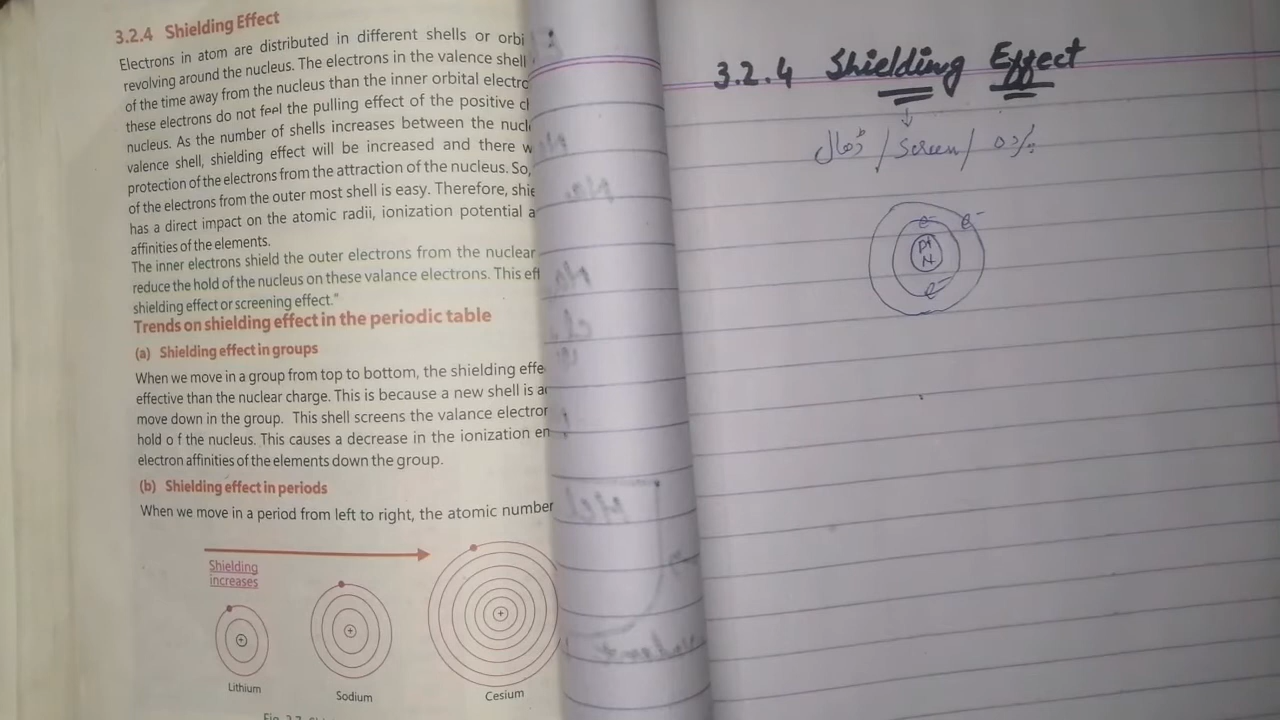 3.2.4 Shielding Effect
Electrons in atom are distributed in different shells or orbi
revolving around the nucleus. The electrons in the valence shell
of the time away from the nucleus than the inner orbital electro
these electrons do not feel the pulling effect of the positive c
nucleus. As the number of shells increases between the nucl
valence shell, shielding effect will be increased and there w
protection of the electrons from the attraction of the nucleus. So,
of the electrons from the outer most shell is easy. Therefore, shie
has a direct impact on the atomic radii, ionization potential a
affinities of the elements.
The inner electrons shield the outer electrons from the nuclear
reduce the hold of the nucleus on these valance electrons. This eff
shielding effect or screening effect."
Trends on shielding effect in the periodic table
(a) Shielding effect in groups
When we move in a group from top to bottom, the shielding effe
effective than the nuclear charge. This is because a new shell is a
move down in the group. This shell screens the valance electror
hold o f the nucleus. This causes a decrease in the ionization en
electron affinities of the elements down the group.
(b) Shielding effect in periods
When we move in a period from left to right, the atomic number
Shielding
increases
+
+
+
Lithium
Sodium
Cesium
3.2.4 Shielding Effect
ڈھال / Screen / پردہ
e- e-
P+
N
e-